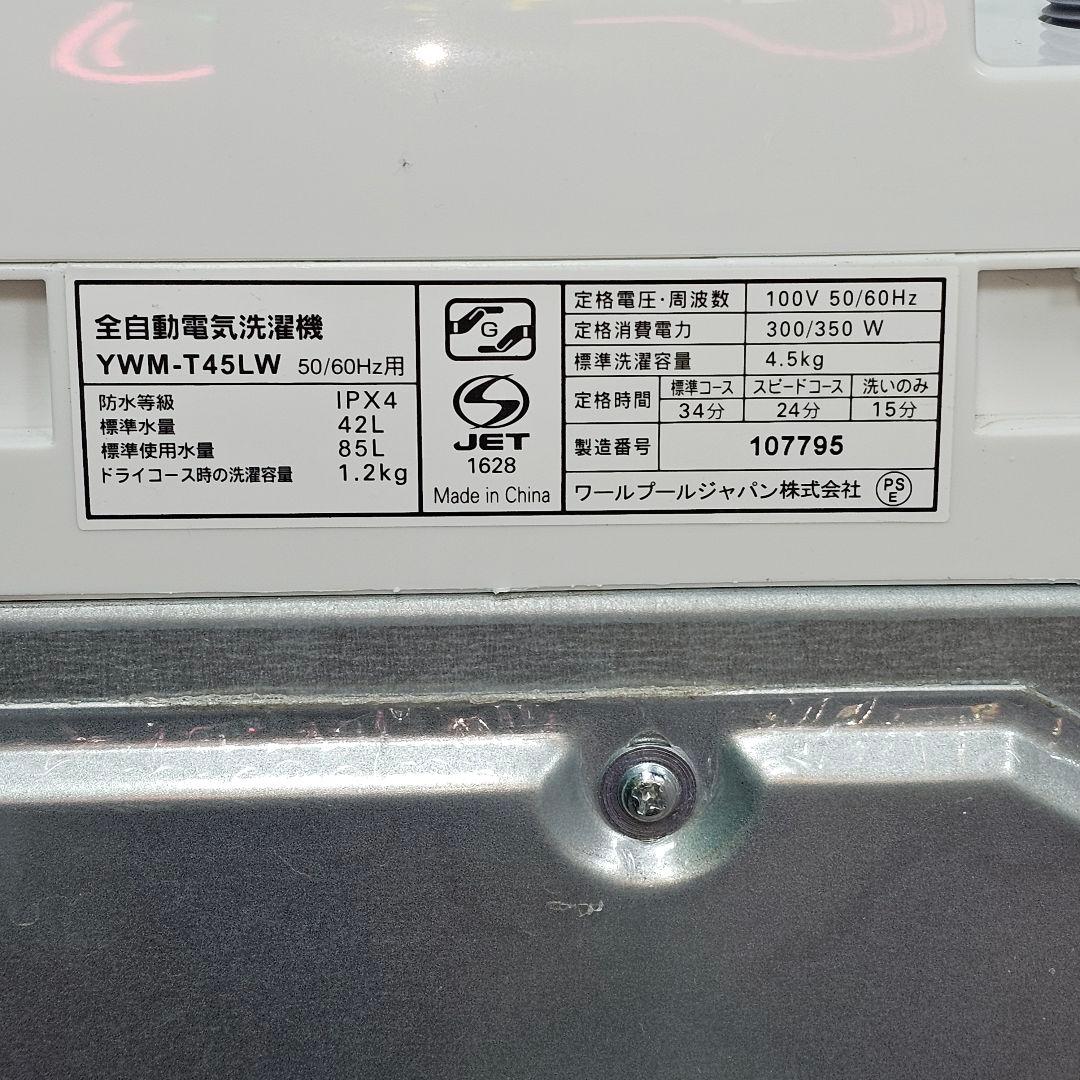 全自動電気洗濯機
YWM-T45LW 50/60Hz用
防水等級 IPX4
標準水量 42L
標準使用水量 85L
ドライコース時の洗濯容量 1.2kg
G
JET
1628
Made in China
定格電圧・周波数 100V 50/60Hz
定格消費電力 300/350 W
標準洗濯容量 4.5kg
定格時間 標準コース スピードコース 洗いのみ
34分 24分 15分
製造番号 107795
ワールプールジャパン株式会社 PSE